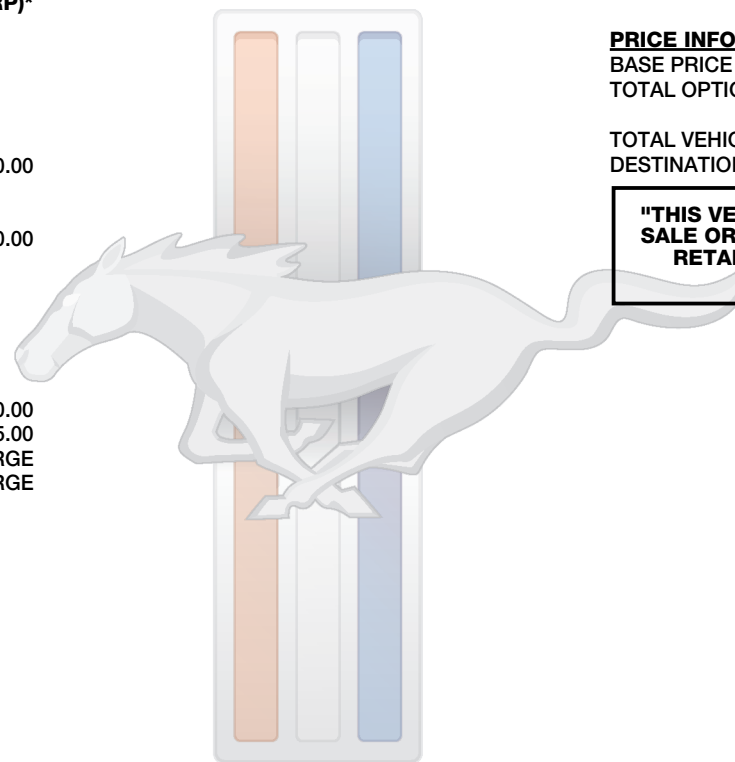 RP)*
0.00
0.00
0.00
5.00
RGE
RGE
PRICE INFO
BASE PRICE
TOTAL OPTIO
TOTAL VEHIC
DESTINATION
"THIS VE
SALE OR
RETAI